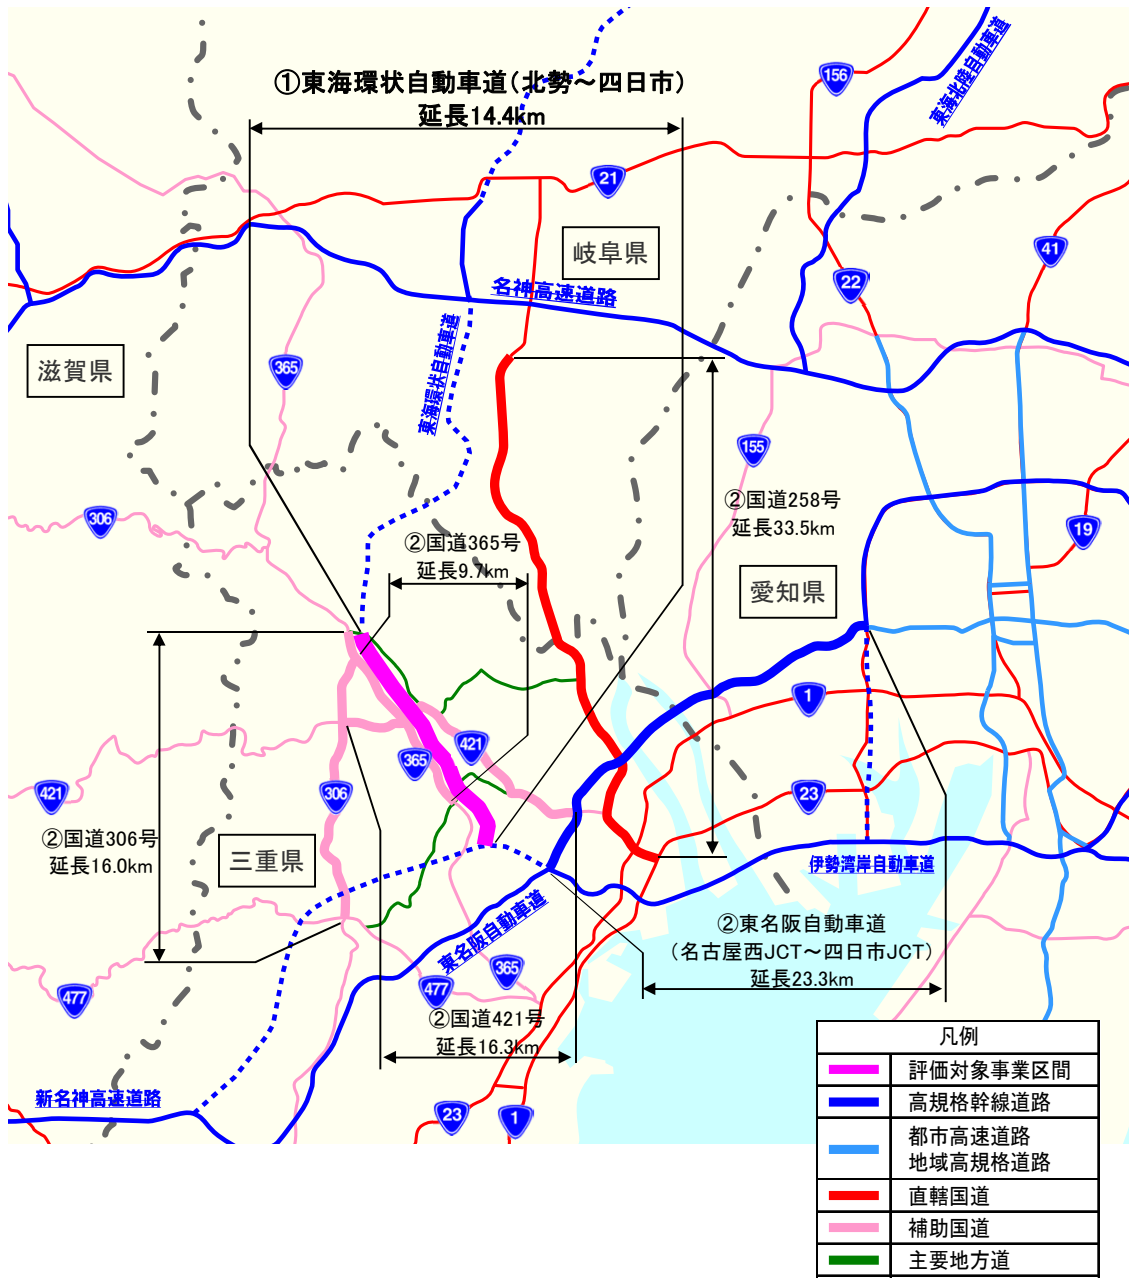 ①東海環状自動車道（北勢～四日市）
延長14.4km
東海北陸自動車道
156
21
岐阜県
41
22
名神高速道路
東海環状自動車道
滋賀県
365
155
306
②国道258号
延長33.5km
19
②国道365号
延長9.7km
愛知県
1
421
365
421
306
23
②国道306号
延長16.0km
三重県
伊勢湾岸自動車道
東名阪自動車道
②東名阪自動車道
（名古屋西JCT～四日市JCT）
延長23.3km
365
477
477
②国道421号
延長16.3km
新名神高速道路
23
1
凡例
評価対象事業区間
高規格幹線道路
都市高速道路
地域高規格道路
直轄国道
補助国道
主要地方道